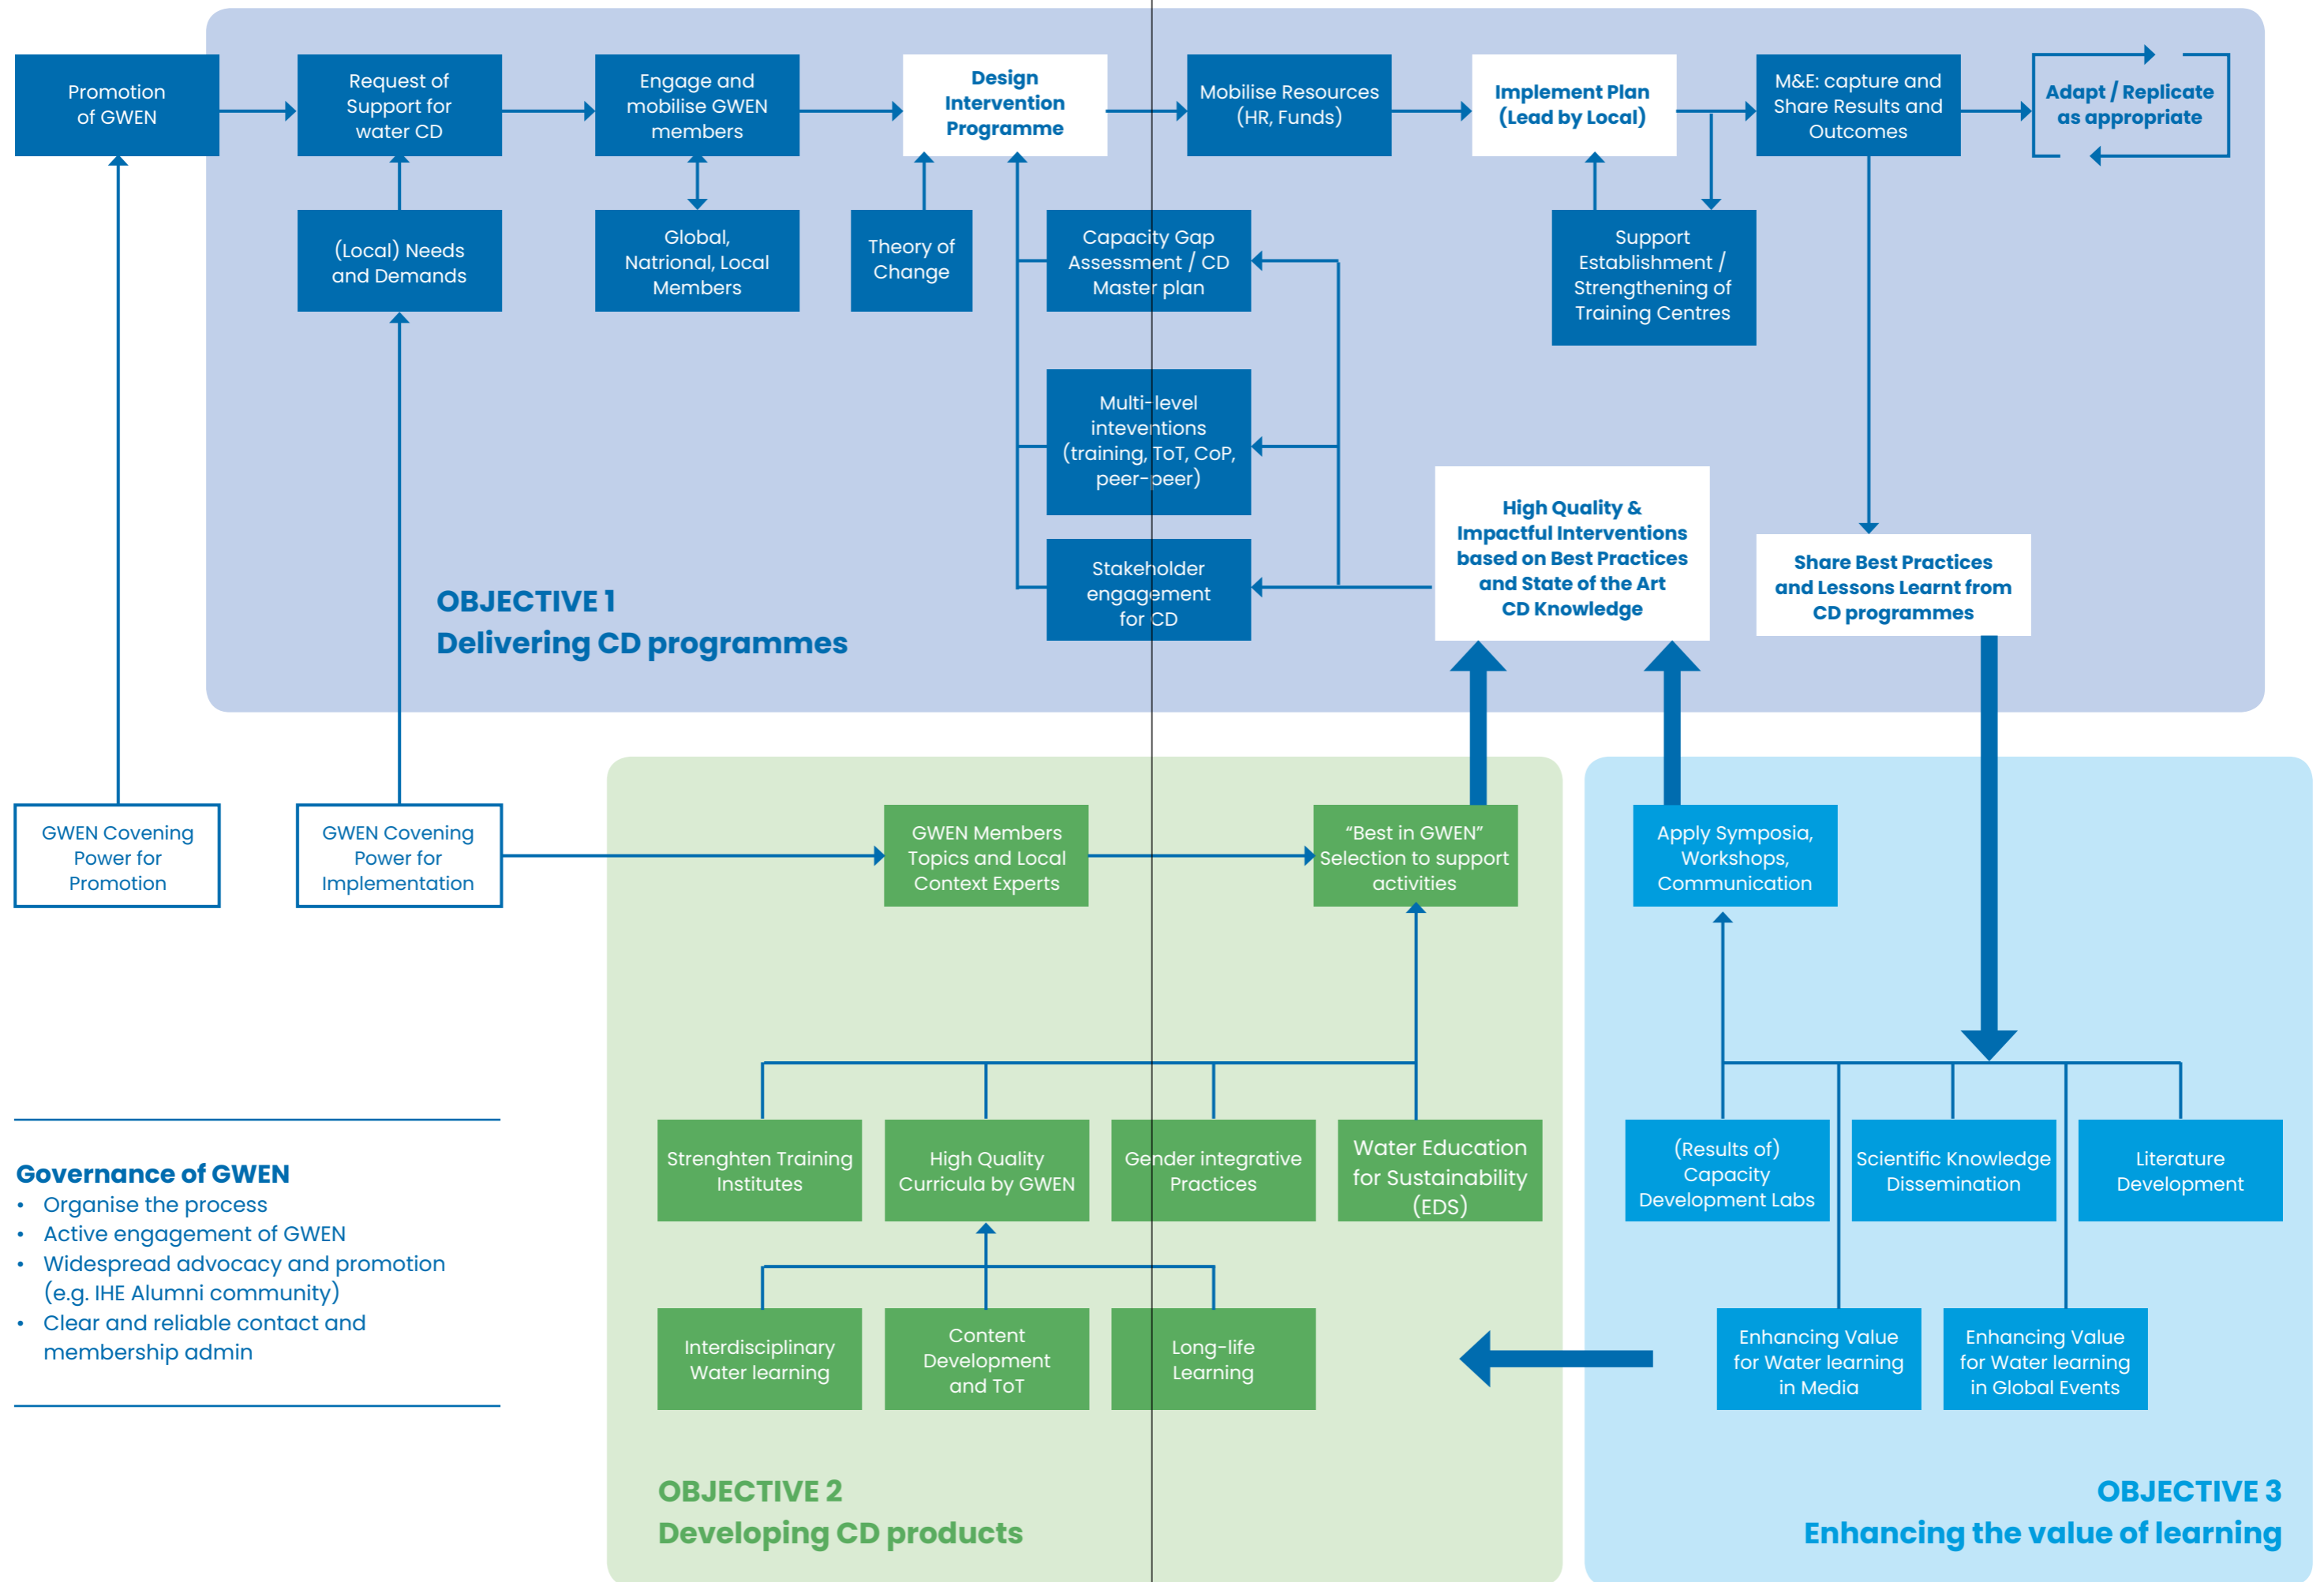 Promotion
of GWEN
Request of
Support for
water CD
Engage and
mobilise GWEN
members
Design
Intervention
Programme
Mobilise Resources
(HR, Funds)
Implement Plan
(Lead by Local)
M&E: capture and
Share Results and
Outcomes
Adapt / Replicate
as appropriate
(Local) Needs
and Demands
Global,
Natrional, Local
Members
Theory of
Change
Capacity Gap
Assessment / CD
Master plan
Support
Establishment /
Strengthening of
Training Centres
Multi-level
inteventions
(training, ToT, CoP,
peer-peer)
High Quality &
Impactful Interventions
based on Best Practices
and State of the Art
CD Knowledge
Share Best Practices
and Lessons Learnt from
CD programmes
Stakeholder
engagement
for CD
OBJECTIVE 1
Delivering CD programmes
GWEN Covening
Power for
Promotion
GWEN Covening
Power for
Implementation
GWEN Members
Topics and Local
Context Experts
“Best in GWEN”
Selection to support
activities
Apply Symposia,
Workshops,
Communication
Governance of GWEN
• Organise the process
• Active engagement of GWEN
• Widespread advocacy and promotion
(e.g. IHE Alumni community)
• Clear and reliable contact and
membership admin
Strenghten Training
Institutes
High Quality
Curricula by GWEN
Gender integrative
Practices
Water Education
for Sustainability
(EDS)
(Results of)
Capacity
Development Labs
Scientific Knowledge
Dissemination
Literature
Development
Interdisciplinary
Water learning
Content
Development
and ToT
Long-life
Learning
Enhancing Value
for Water learning
in Media
Enhancing Value
for Water learning
in Global Events
OBJECTIVE 2
Developing CD products
OBJECTIVE 3
Enhancing the value of learning